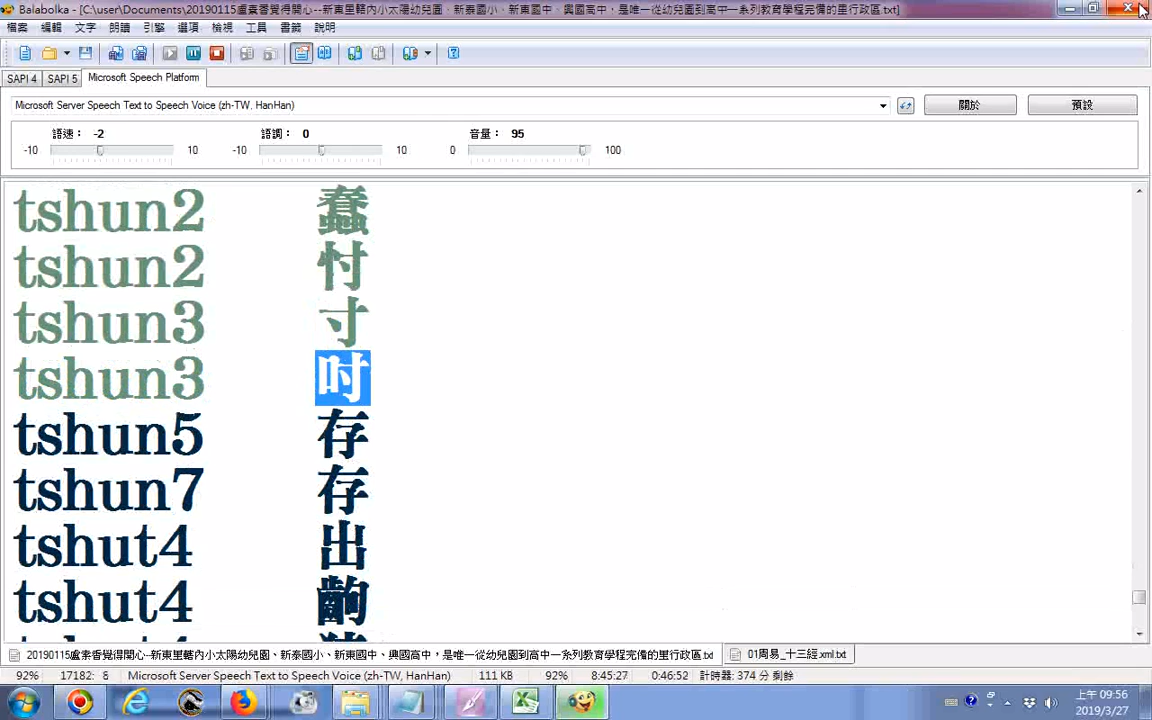 Balabolka - [C:\user\Documents\20190115盧素香覺得開心--新東里轄內小太陽幼兒園、新泰國小、新東國中、興國高中，是唯一從幼兒園到高中一系列教育學程完備的里行政區.txt]
檔案 編輯 文字 朗讀 引擎 選項 檢視 工具 書籤 說明
SAPI 4 SAPI 5 Microsoft Speech Platform
Microsoft Server Speech Text to Speech Voice (zh-TW, HanHan) 關於 預設
語速： -2 語調： 0 音量： 95
-10 10 -10 10 0 100
tshun2 蠢
tshun2 忖
tshun3 寸
tshun3 吋
tshun5 存
tshun7 存
tshut4 出
tshut4 齣
20190115盧素香覺得開心--新東里轄內小太陽幼兒園、新泰國小、新東國中、興國高中，是唯一從幼兒園到高中一系列教育學程完備的里行政區.txt 01周易_十三經.xml.txt
92% 17182: 8 Microsoft Server Speech Text to Speech Voice (zh-TW, HanHan) 111 KB 92% 8:45:27 0:46:52 計時器: 374 分 剩餘
上午 09:56
2019/3/27